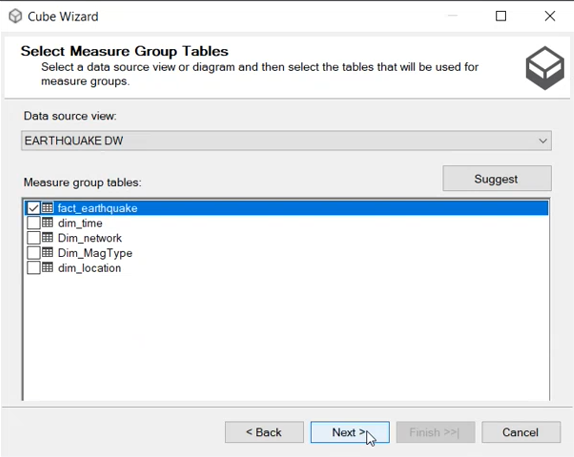 Cube Wizard
Select Measure Group Tables
Select a data source view or diagram and then select the tables that will be used for
measure groups.
Data source view:
EARTHQUAKE DW
Measure group tables:
Suggest
fact_earthquake
dim_time
Dim_network
Dim_MagType
dim_location
< Back
Next >
Finish >>|
Cancel